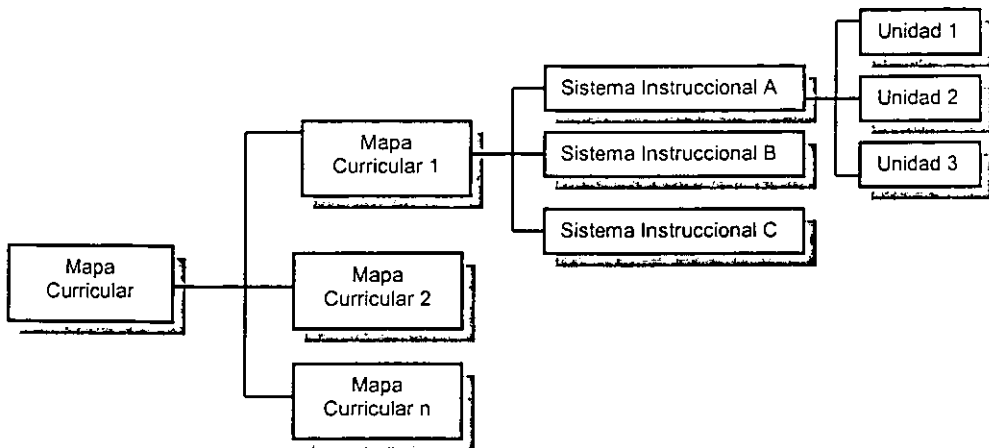 Mapa
Curricular
Mapa
Curricular 1
Mapa
Curricular 2
Mapa
Curricular n
Sistema Instruccional A
Sistema Instruccional B
Sistema Instruccional C
Unidad 1
Unidad 2
Unidad 3